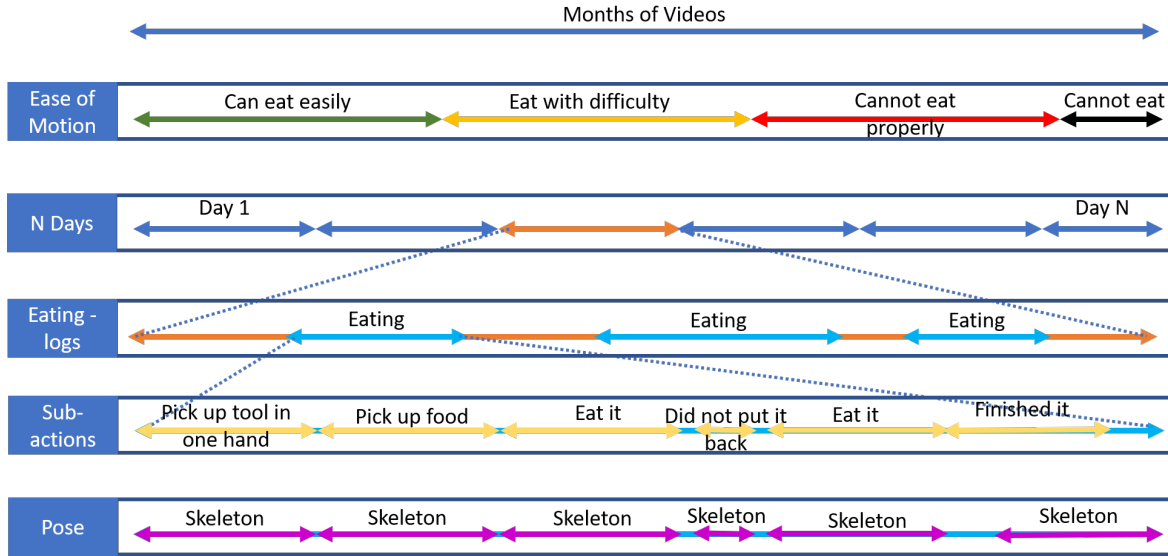 Months of Videos
Ease of
Motion
Can eat easily
Eat with difficulty
Cannot eat
properly
Cannot eat
N Days
Day 1
Day N
Eating -
logs
Eating
Eating
Eating
Sub-
actions
Pick up tool in
one hand
Pick up food
Eat it
Did not put it
back
Eat it
Finished it
Pose
Skeleton
Skeleton
Skeleton
Skeleton
Skeleton
Skeleton